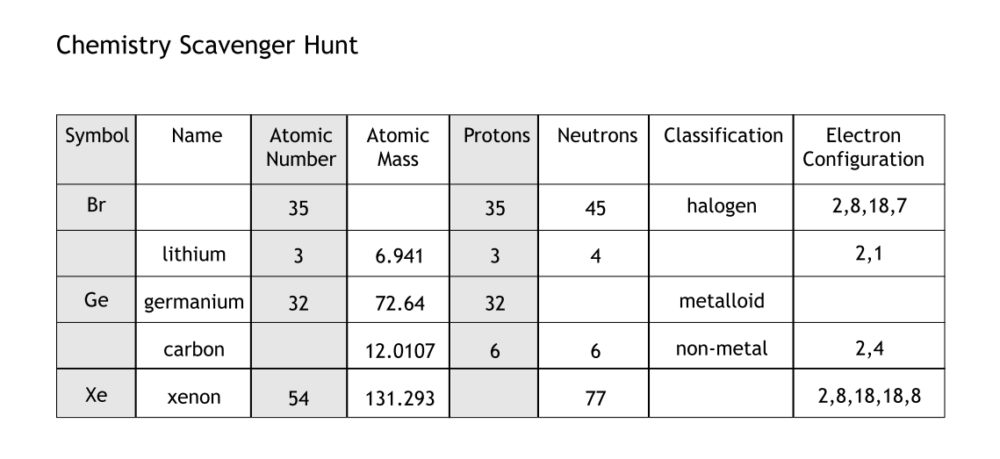 Chemistry Scavenger Hunt
Symbol Name Atomic Number Atomic Mass Protons Neutrons Classification Electron Configuration
Br 35 35 45 halogen 2,8,18,7
lithium 3 6.941 3 4 2,1
Ge germanium 32 72.64 32 metalloid
carbon 12.0107 6 6 non-metal 2,4
Xe xenon 54 131.293 77 2,8,18,18,8